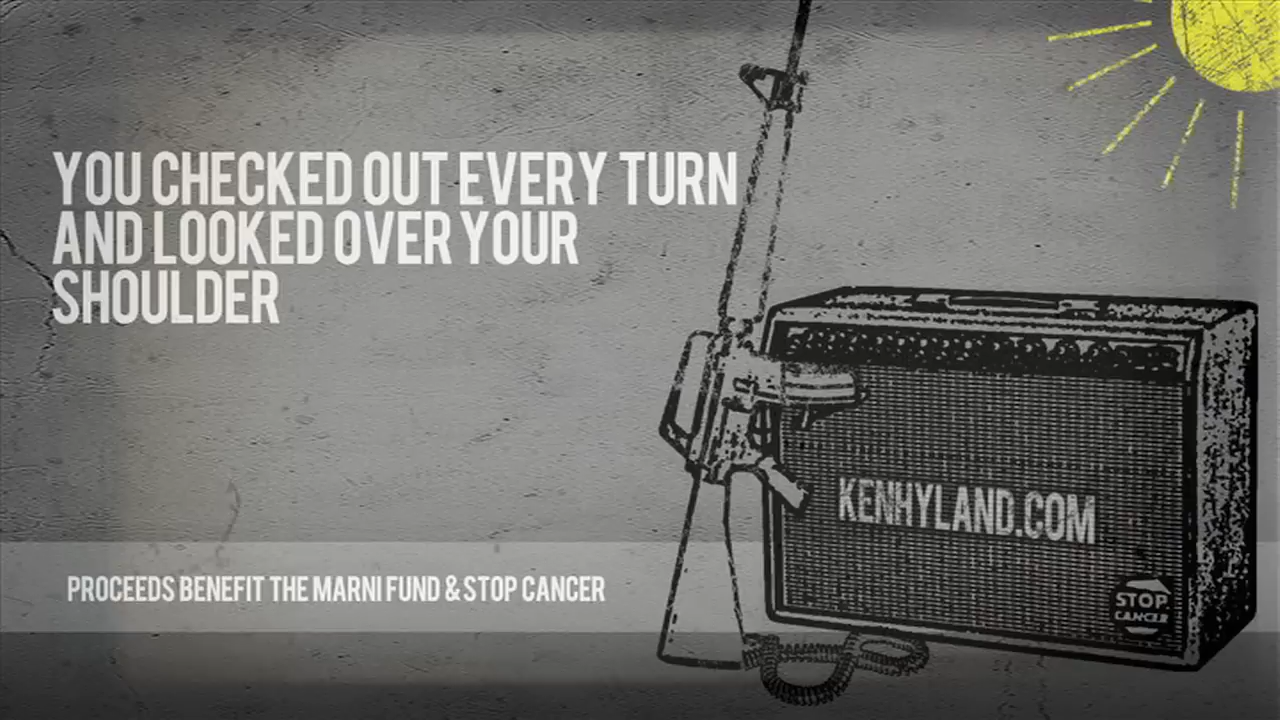 YOU CHECKED OUT EVERY TURN
AND LOOKED OVER YOUR
SHOULDER
KENHYLAND.COM
PROCEEDS BENEFIT THE MARNI FUND & STOP CANCER
STOP
CANCER